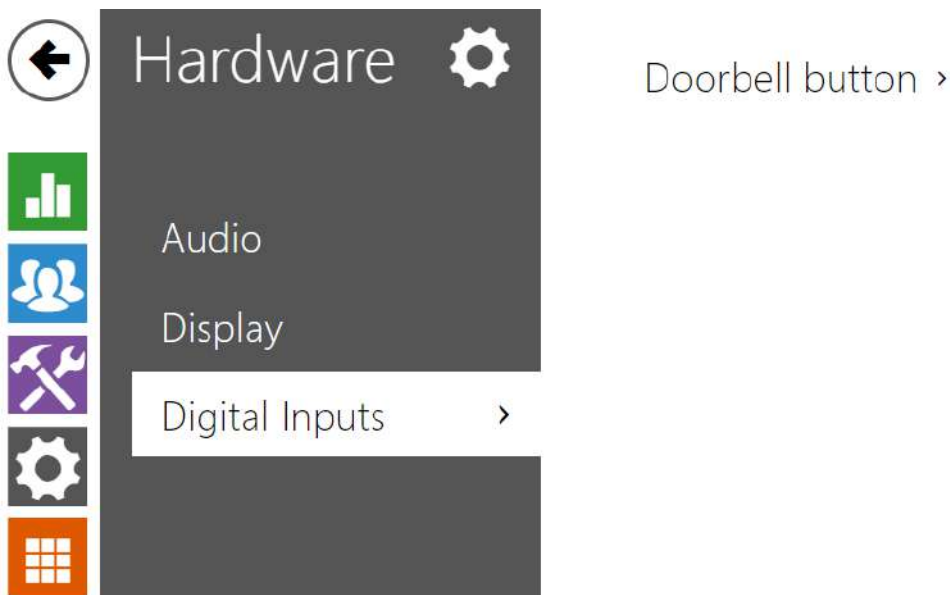 Hardware
Doorbell button ›
Audio
Display
Digital Inputs ›